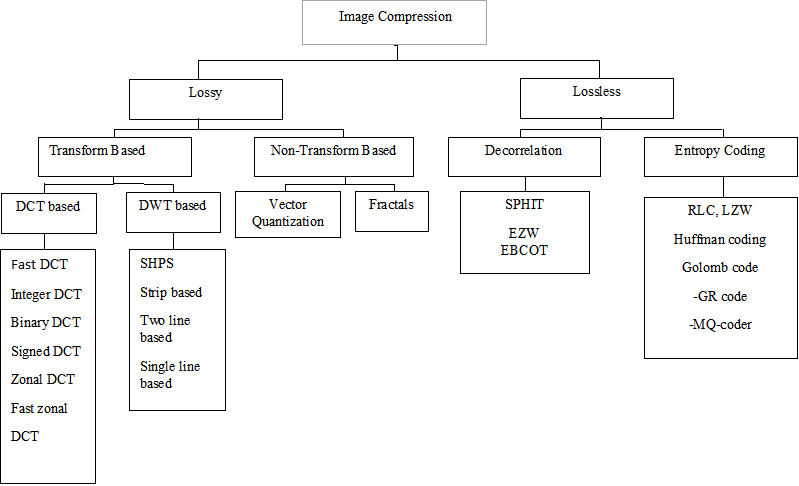 Image Compression
Lossy
Lossless
Transform Based
Non-Transform Based
Decorrelation
Entropy Coding
DCT based
DWT based
Vector
Quantization
Fractals
SPHIT
EZW
EBCOT
RLC, LZW
Huffman coding
Golomb code
-GR code
-MQ-coder
Fast DCT
Integer DCT
Binary DCT
Signed DCT
Zonal DCT
Fast zonal
DCT
SHPS
Strip based
Two line
based
Single line
based